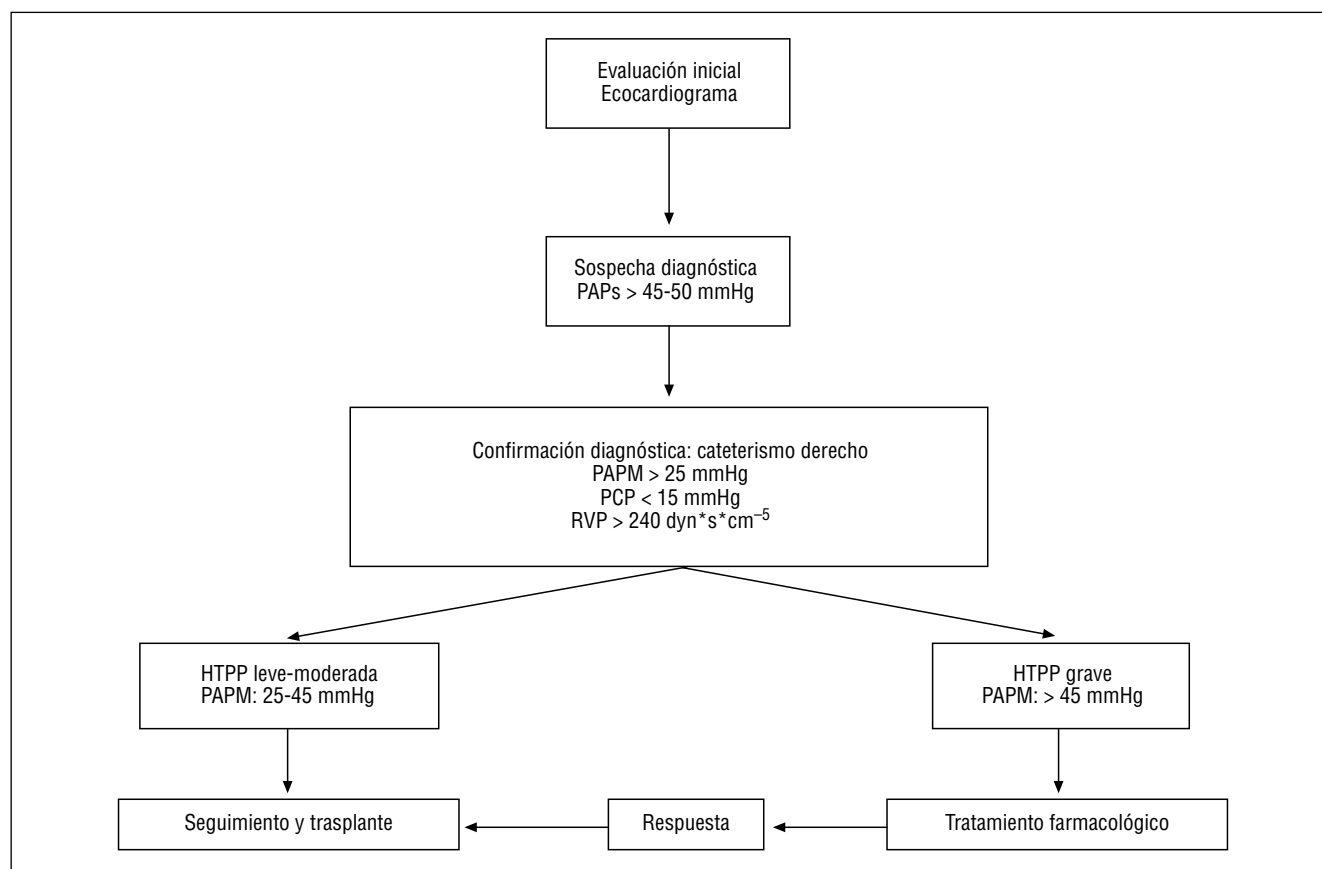 Evaluación inicial
Ecocardiograma
Sospecha diagnóstica
PAPs > 45-50 mmHg
Confirmación diagnóstica: cateterismo derecho
PAPM > 25 mmHg
PCP < 15 mmHg
RVP > 240 dyn*s*cm⁻⁵
HTPP leve-moderada
PAPM: 25-45 mmHg
HTPP grave
PAPM: > 45 mmHg
Seguimiento y trasplante
Respuesta
Tratamiento farmacológico